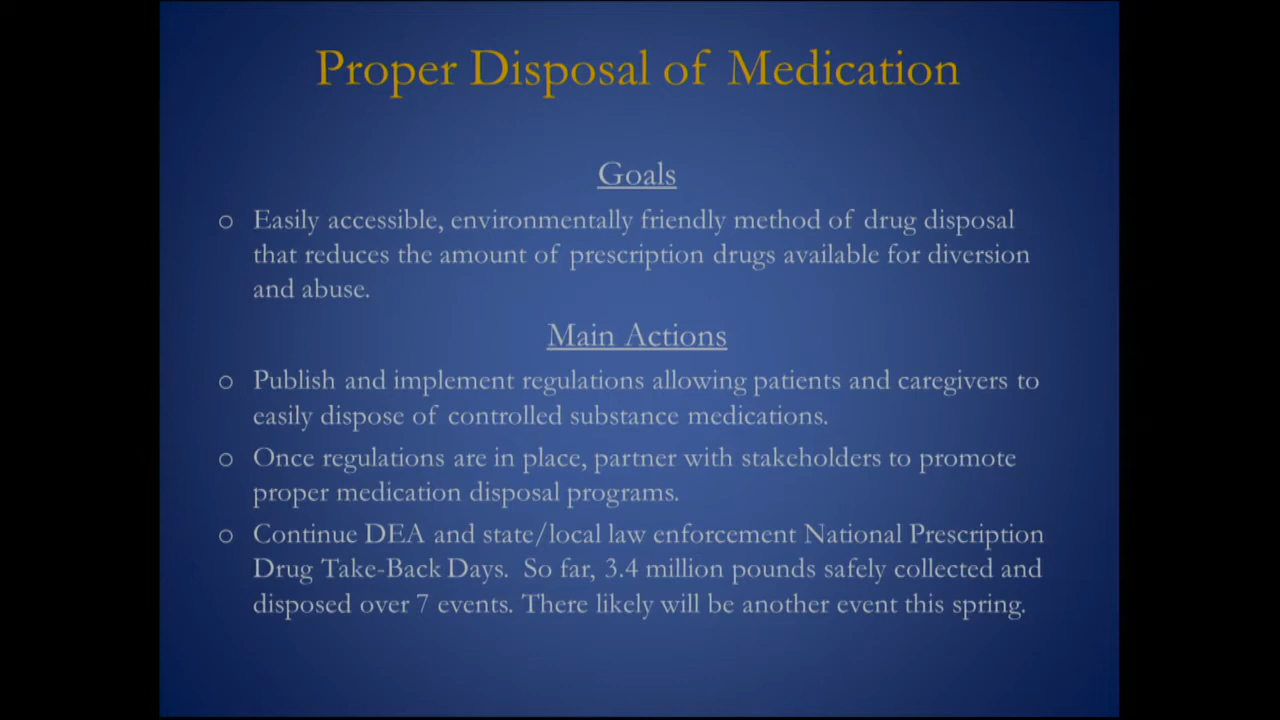 Proper Disposal of Medication
Goals
o Easily accessible, environmentally friendly method of drug disposal
that reduces the amount of prescription drugs available for diversion
and abuse.
Main Actions
o Publish and implement regulations allowing patients and caregivers to
easily dispose of controlled substance medications.
o Once regulations are in place, partner with stakeholders to promote
proper medication disposal programs.
o Continue DEA and state/local law enforcement National Prescription
Drug Take-Back Days. So far, 3.4 million pounds safely collected and
disposed over 7 events. There likely will be another event this spring.